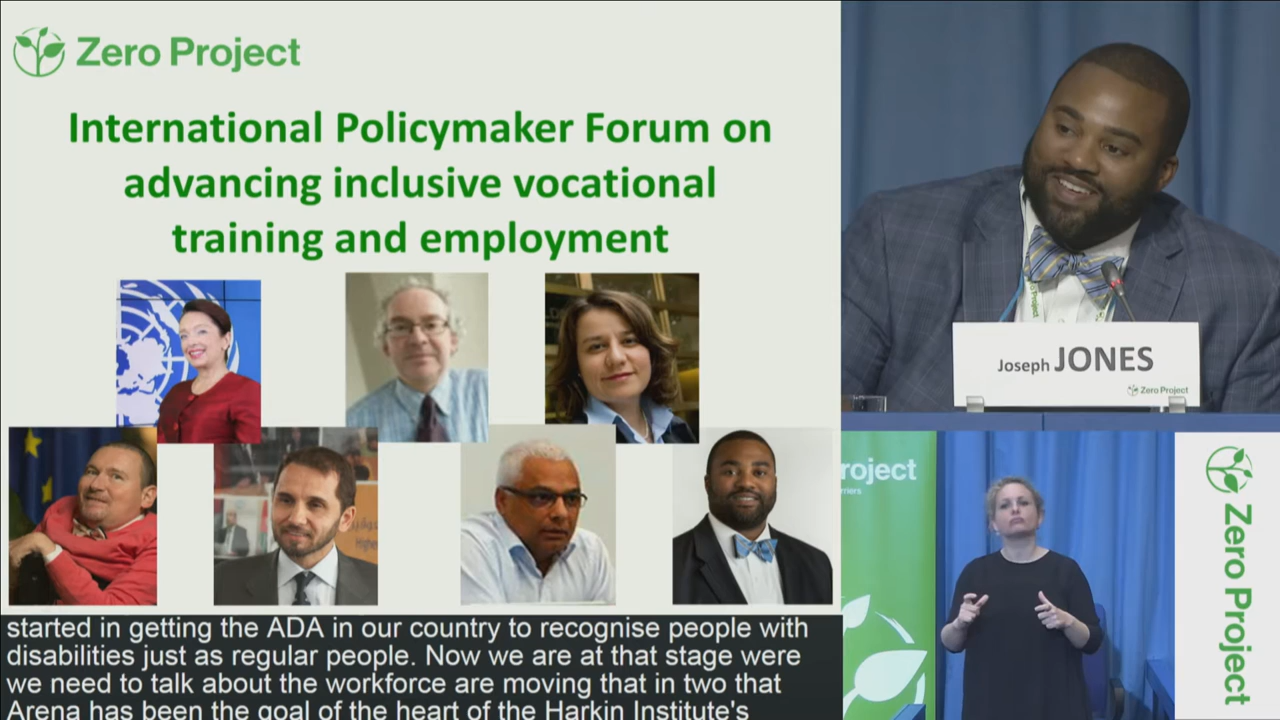 Zero Project
International Policymaker Forum on
advancing inclusive vocational
training and employment
started in getting the ADA in our country to recognise people with
disabilities just as regular people. Now we are at that stage were
we need to talk about the workforce are moving that in two that
Arena has been the goal of the heart of the Harkin Institute's
Joseph JONES
Zero Project
roject
rriers
Zero Project